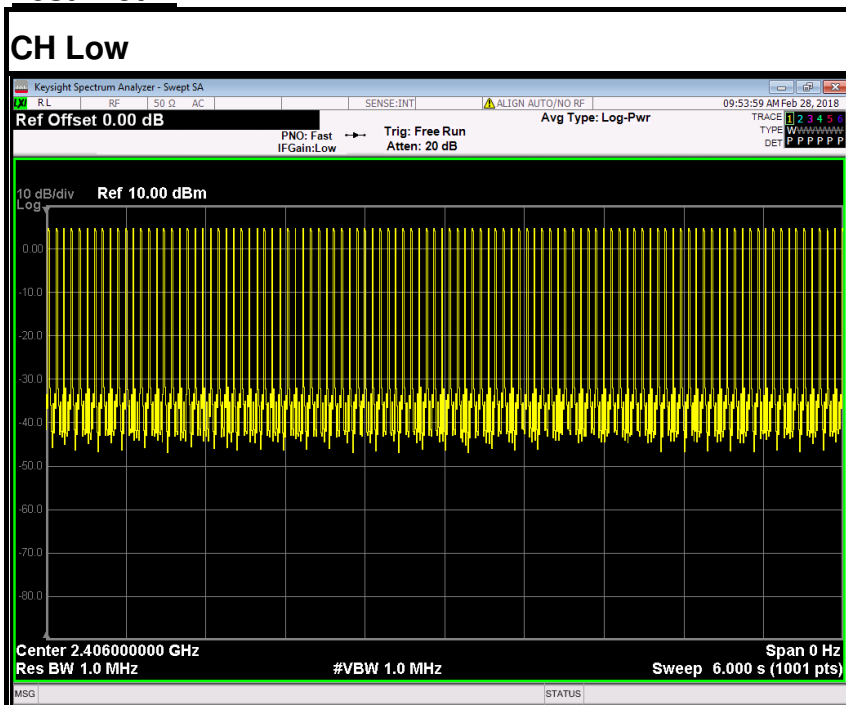 CH Low
Keysight Spectrum Analyzer - Swept SA
LXI RL RF 50 Ω AC SENSE:INT ALIGN AUTO/NO RF 09:53:59 AM Feb 28, 2018
Ref Offset 0.00 dB
PNO: Fast
IFGain:Low
Trig: Free Run
Atten: 20 dB
Avg Type: Log-Pwr
TRACE 1 2 3 4 5 6
TYPE WWWWWW
DET P P P P P P
10 dB/div Ref 10.00 dBm
Log
0.00
-10.0
-20.0
-30.0
-40.0
-50.0
-60.0
-70.0
-80.0
Center 2.406000000 GHz Span 0 Hz
Res BW 1.0 MHz #VBW 1.0 MHz Sweep 6.000 s (1001 pts)
MSG STATUS